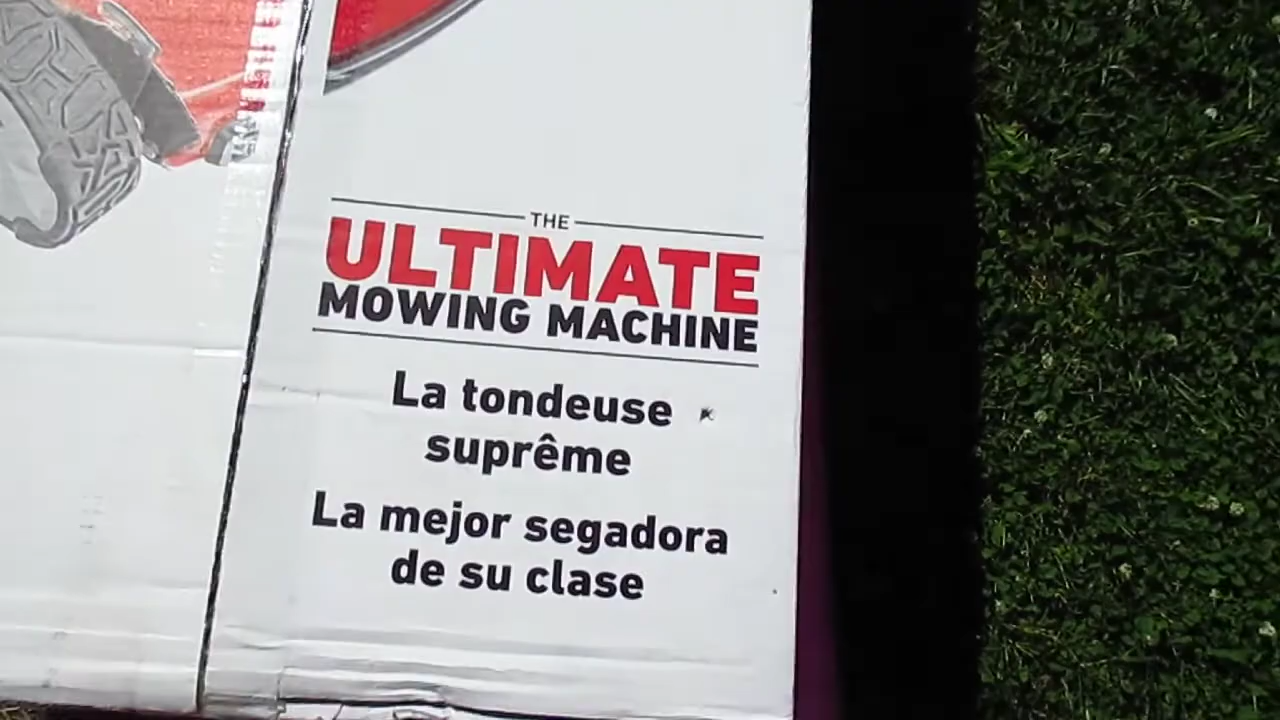 THE
ULTIMATE
MOWING MACHINE
La tondeuse
suprême
La mejor segadora
de su clase